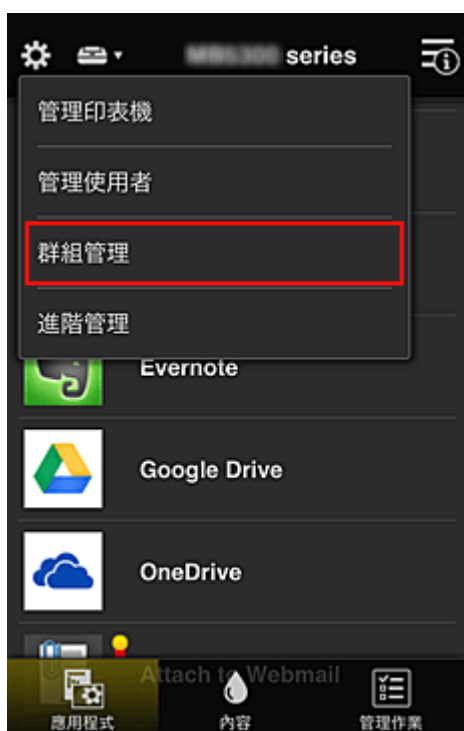 series
管理印表機
管理使用者
群組管理
進階管理
Evernote
Google Drive
OneDrive
Attach to Webmail
應用程式
內容
管理作業